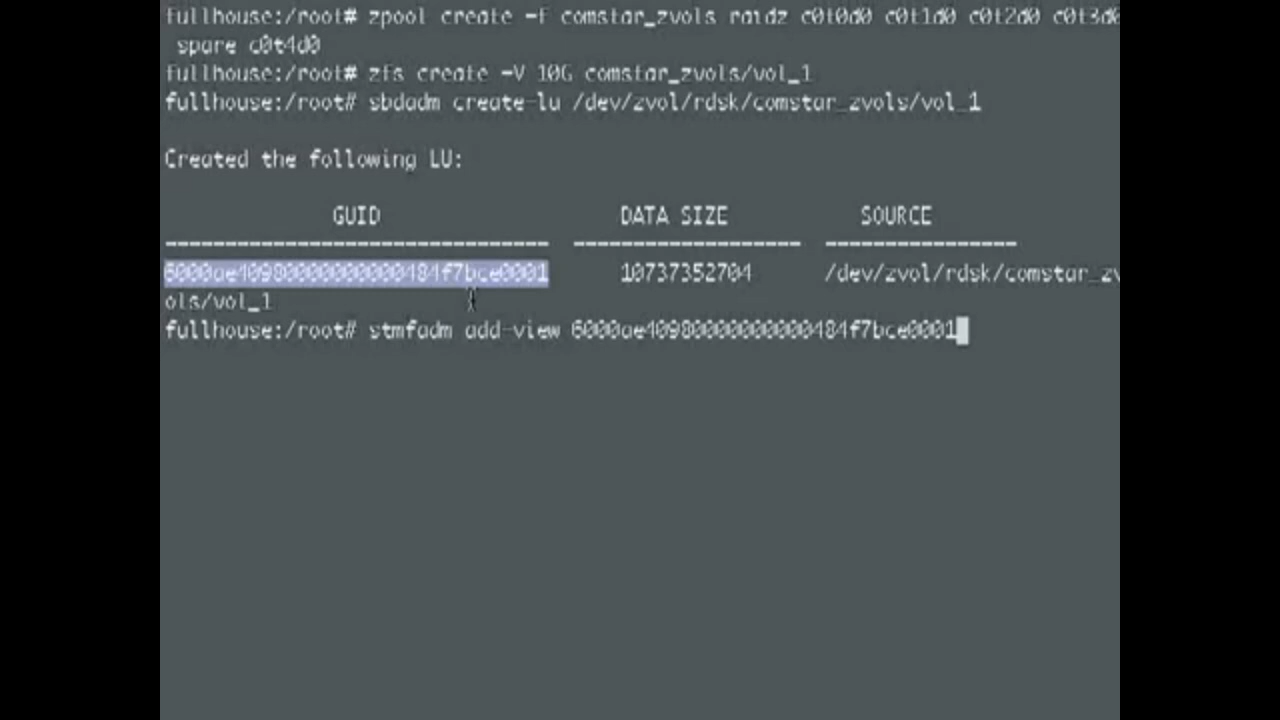 fullhouse:/root# zpool create -f comstar_zvols raidz c0t0d0 c0t1d0 c0t2d0 c0t3d0
spare c0t4d0
fullhouse:/root# zfs create -V 10G comstar_zvols/vol_1
fullhouse:/root# sbdadm create-lu /dev/zvol/rdsk/comstar_zvols/vol_1
Created the following LU:
GUID DATA SIZE SOURCE
-------------------------------- ------------------- ----------------
6000ae40980000000000484f7bce0001 10737352704 /dev/zvol/rdsk/comstar_zv
ols/vol_1
fullhouse:/root# stmfadm add-view 6000ae40980000000000484f7bce0001